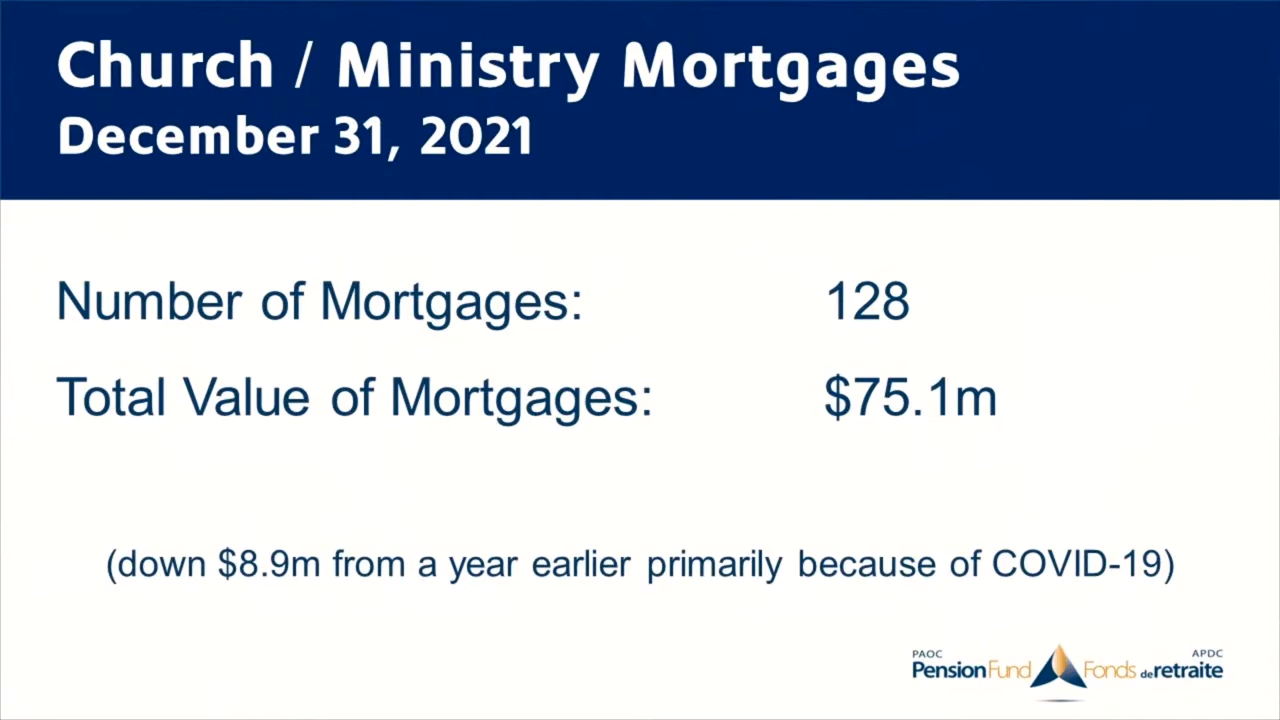 Church / Ministry Mortgages
December 31, 2021
Number of Mortgages: 128
Total Value of Mortgages: $75.1m
(down $8.9m from a year earlier primarily because of COVID-19)
PAOC APDC
Pension Fund Fonds de retraite